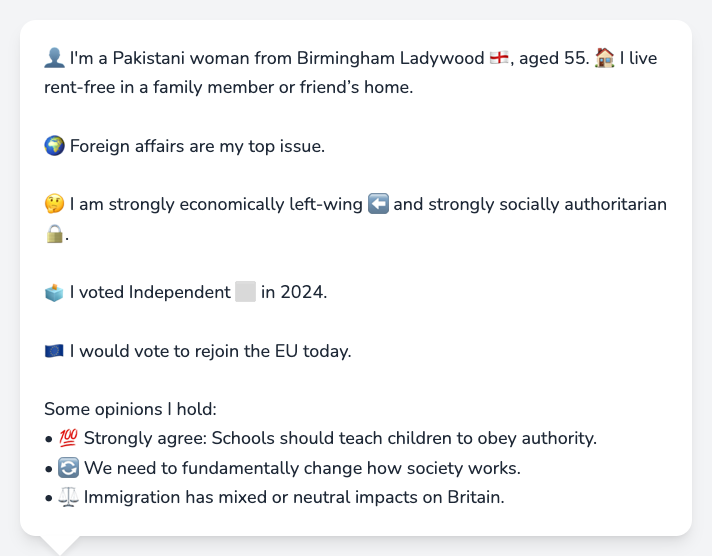 👤 I'm a Pakistani woman from Birmingham Ladywood 🏴󠁧󠁢󠁥󠁮󠁧󠁿, aged 55. 🏠 I live
rent-free in a family member or friend’s home.
🌍 Foreign affairs are my top issue.
🤔 I am strongly economically left-wing ⬅️ and strongly socially authoritarian
🔒.
🗳️ I voted Independent ⬜ in 2024.
🇪🇺 I would vote to rejoin the EU today.
Some opinions I hold:
• 💯 Strongly agree: Schools should teach children to obey authority.
• 🔄 We need to fundamentally change how society works.
• ⚖️ Immigration has mixed or neutral impacts on Britain.